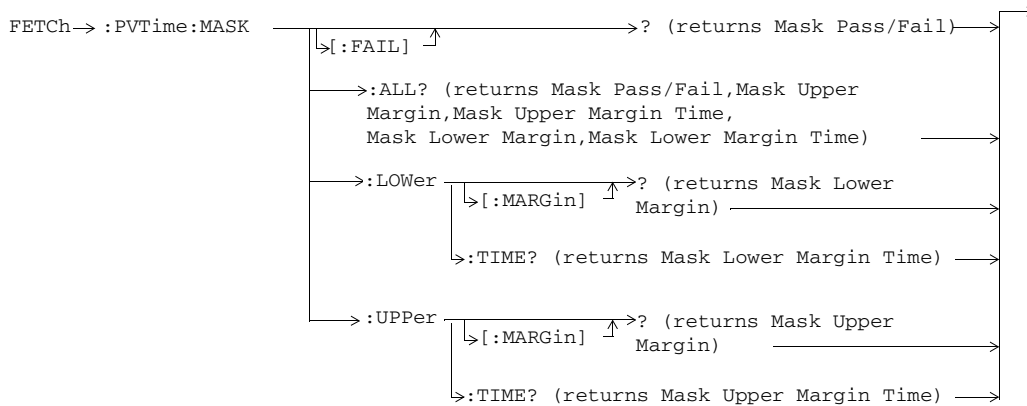 FETCh :PVTime:MASK ? (returns Mask Pass/Fail)
[:FAIL]
:ALL? (returns Mask Pass/Fail,Mask Upper
Margin,Mask Upper Margin Time,
Mask Lower Margin,Mask Lower Margin Time)
:LOWer ? (returns Mask Lower
[:MARGin] Margin)
:TIME? (returns Mask Lower Margin Time)
:UPPer ? (returns Mask Upper
[:MARGin] Margin)
:TIME? (returns Mask Upper Margin Time)